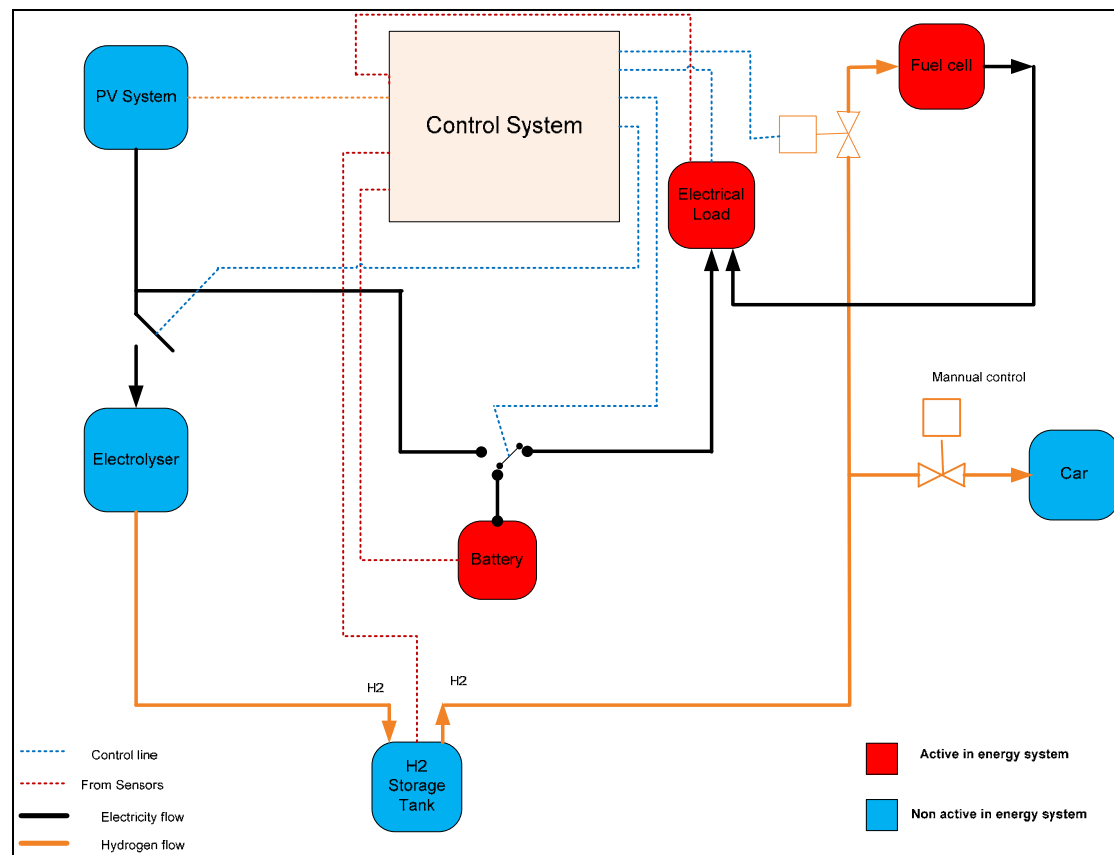 Fuel cell
PV System
Control System
Electrical
Load
Mannual control
Electrolyser
Car
Battery
H2
H2
Control line
H2
Storage
Tank
Active in energy system
From Sensors
Electricity flow
Non active in energy system
Hydrogen flow